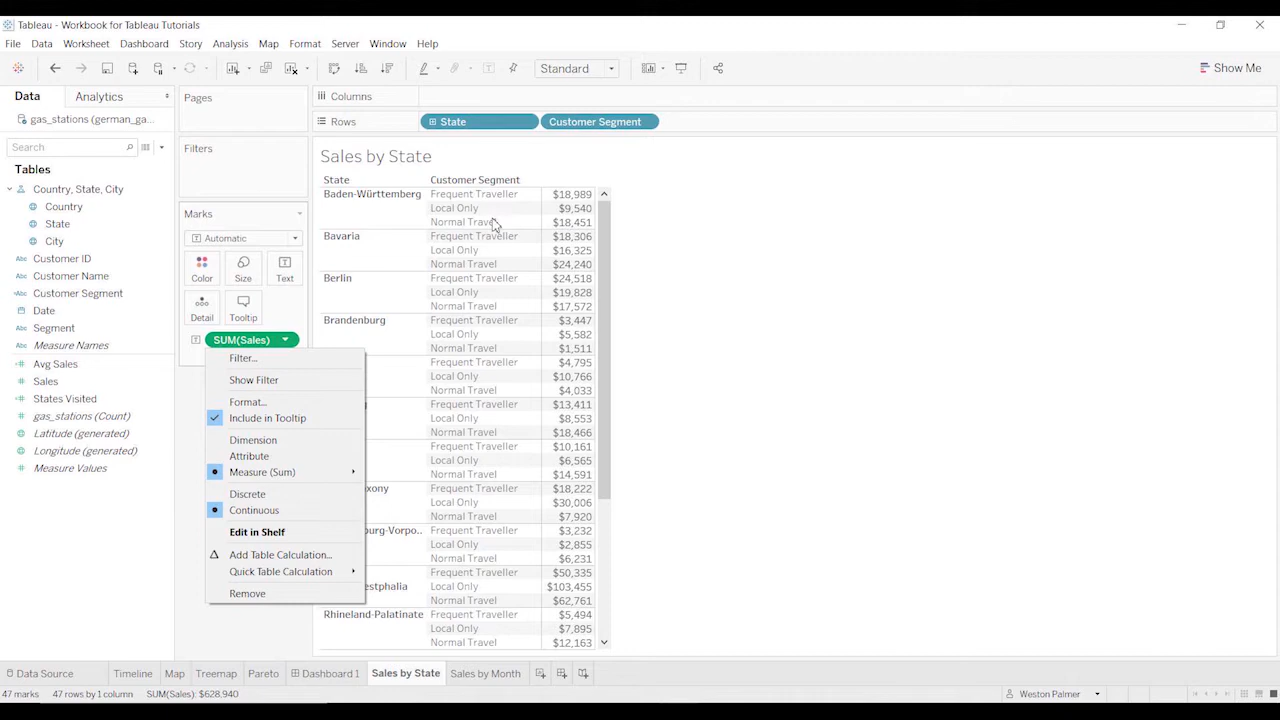 Tableau - Workbook for Tableau Tutorials
File Data Worksheet Dashboard Story Analysis Map Format Server Window Help
Standard
Show Me
Data Analytics
gas_stations (german_ga...
Search
Tables
Country, State, City
Country
State
City
Customer ID
Customer Name
Customer Segment
Date
Segment
Measure Names
Avg Sales
Sales
States Visited
gas_stations (Count)
Latitude (generated)
Longitude (generated)
Measure Values
Pages
Filters
Marks
Automatic
Color Size Text
Detail Tooltip
SUM(Sales)
Filter...
Show Filter
Format...
Include in Tooltip
Dimension
Attribute
Measure (Sum)
Discrete
Continuous
Edit in Shelf
Add Table Calculation...
Quick Table Calculation
Remove
Columns
Rows State Customer Segment
Sales by State
State Customer Segment
Baden-Württemberg Frequent Traveller $18,989
Local Only $9,540
Normal Travel $18,451
Bavaria Frequent Traveller $18,306
Local Only $16,325
Normal Travel $24,240
Berlin Frequent Traveller $24,518
Local Only $19,828
Normal Travel $17,572
Brandenburg Frequent Traveller $3,447
Local Only $5,582
Normal Travel $1,511
Frequent Traveller $4,795
Local Only $10,766
Normal Travel $4,033
g Frequent Traveller $13,411
Local Only $8,553
Normal Travel $18,466
Frequent Traveller $10,161
Local Only $6,565
Normal Travel $14,591
oxony Frequent Traveller $18,222
Local Only $30,006
Normal Travel $7,920
burg-Vorpo.. Frequent Traveller $3,232
Local Only $2,855
Normal Travel $6,231
Frequent Traveller $50,335
estphalia Local Only $103,455
Normal Travel $62,761
Rhineland-Palatinate Frequent Traveller $5,494
Local Only $7,895
Normal Travel $12,163
Data Source Timeline Map Treemap Pareto Dashboard 1 Sales by State Sales by Month
47 marks 47 rows by 1 column SUM(Sales): $628,940 Weston Palmer